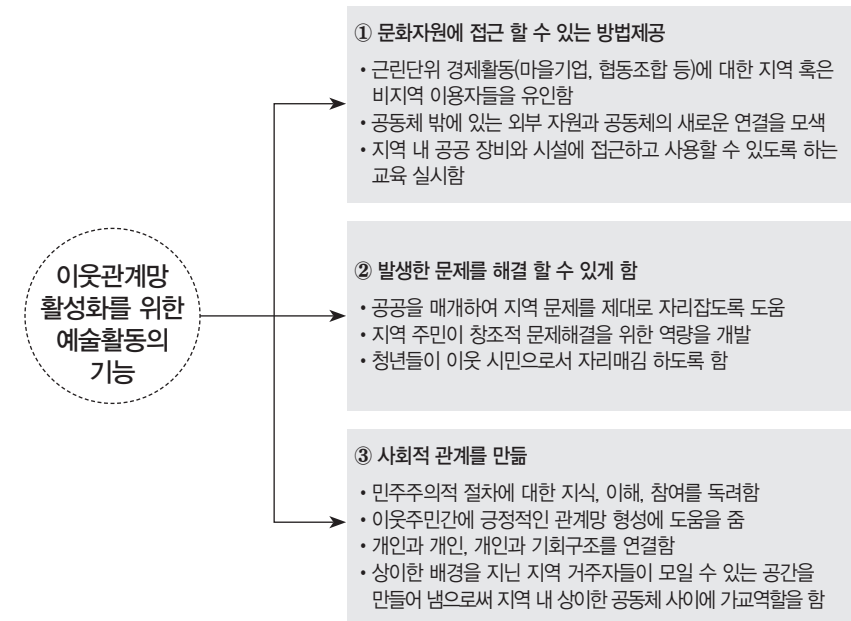 이웃관계망
활성화를 위한
예술활동의
기능
① 문화자원에 접근 할 수 있는 방법제공
• 근린단위 경제활동(마을기업, 협동조합 등)에 대한 지역 혹은
비지역 이용자들을 유인함
• 공동체 밖에 있는 외부 자원과 공동체의 새로운 연결을 모색
• 지역 내 공공 장비와 시설에 접근하고 사용할 수 있도록 하는
교육 실시함
② 발생한 문제를 해결 할 수 있게 함
• 공공을 매개하여 지역 문제를 제대로 자리잡도록 도움
• 지역 주민이 창조적 문제해결을 위한 역량을 개발
• 청년들이 이웃 시민으로서 자리매김 하도록 함
③ 사회적 관계를 만듦
• 민주주의적 절차에 대한 지식, 이해, 참여를 독려함
• 이웃주민간에 긍정적인 관계망 형성에 도움을 줌
• 개인과 개인, 개인과 기회구조를 연결함
• 상이한 배경을 지닌 지역 거주자들이 모일 수 있는 공간을
만들어 냄으로써 지역 내 상이한 공동체 사이에 가교역할을 함